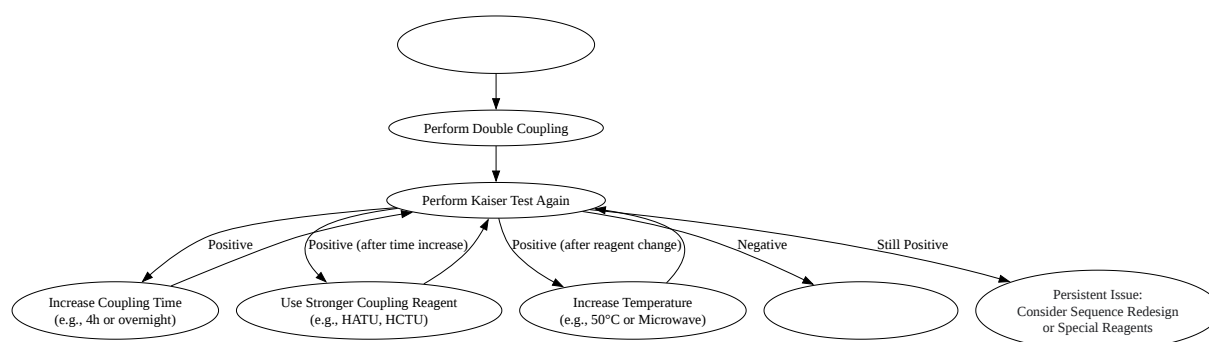 Perform Double Coupling
Perform Kaiser Test Again
Positive
Positive (after time increase)
Positive (after reagent change)
Negative
Still Positive
Increase Coupling Time
(e.g., 4h or overnight)
Use Stronger Coupling Reagent
(e.g., HATU, HCTU)
Increase Temperature
(e.g., 50°C or Microwave)
Persistent Issue:
Consider Sequence Redesign
or Special Reagents